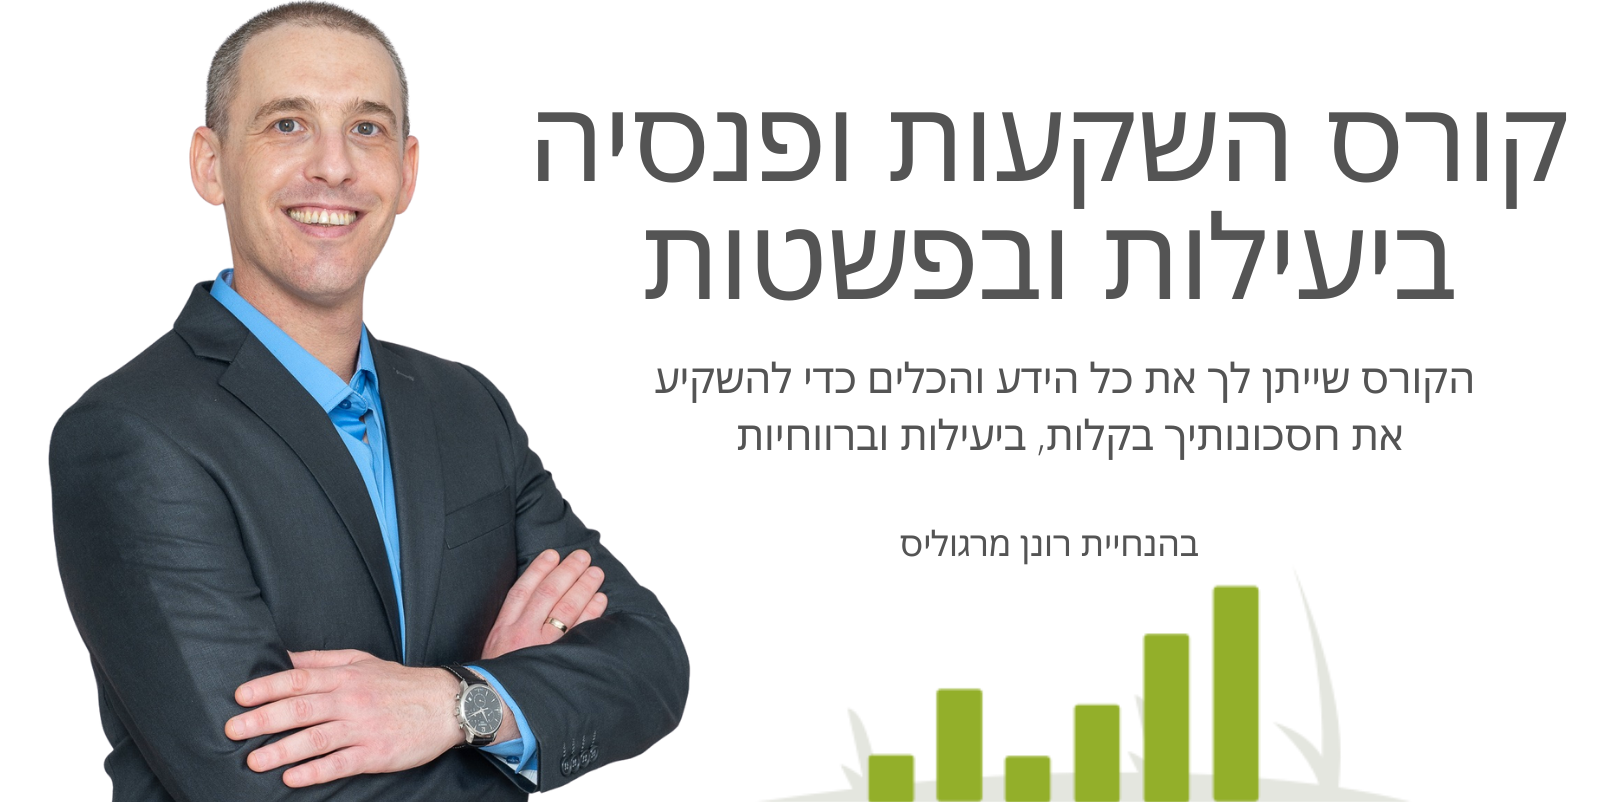 קורס השקעות ופנסיה
ביעילות ובפשטות
הקורס שייתן לך את כל הידע והכלים כדי להשקיע
את חסכונותיך בקלות, ביעילות וברווחיות
בהנחיית רונן מרגוליס